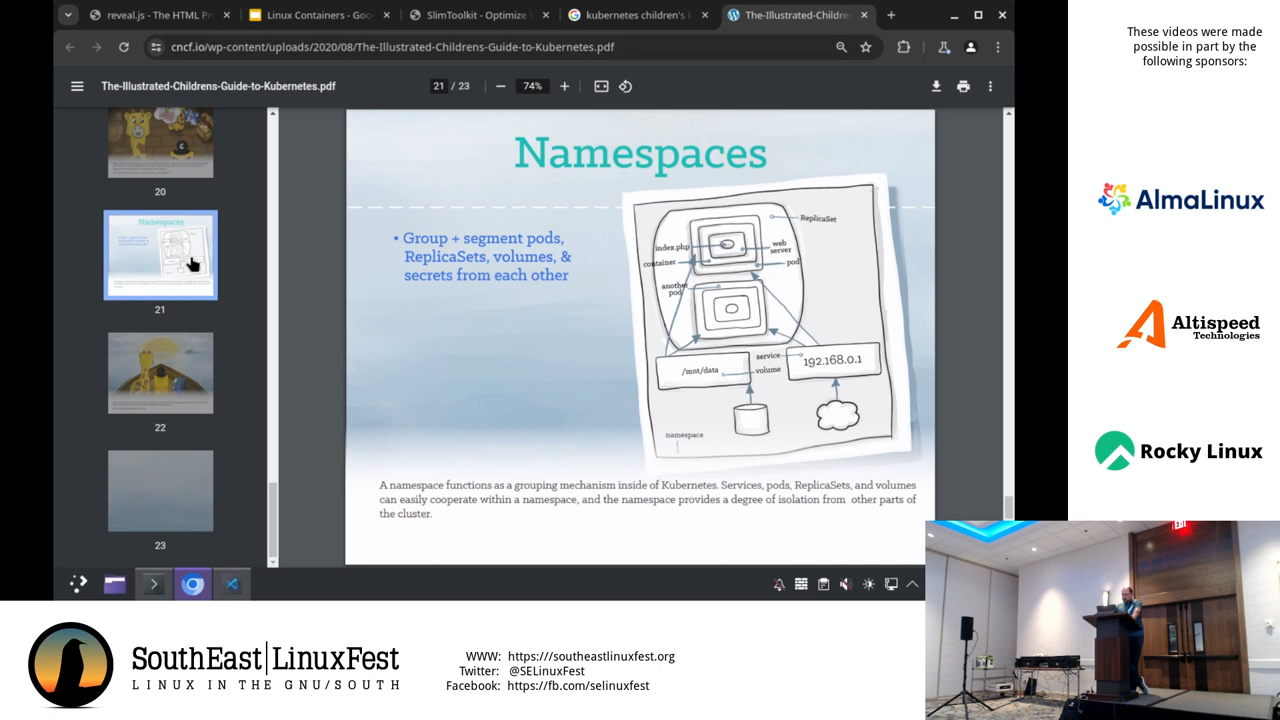 reveal.js - The HTML Pr
Linux Containers - Goo
SlimToolkit - Optimize Y
kubernetes children's b
The-Illustrated-Childre
cncf.io/wp-content/uploads/2020/08/The-Illustrated-Childrens-Guide-to-Kubernetes.pdf
The-Illustrated-Childrens-Guide-to-Kubernetes.pdf
21 / 23
74%
20
Namespaces
21
22
23
Namespaces
• Group + segment pods,
ReplicaSets, volumes, &
secrets from each other
ReplicaSet
index.php
web
server
container
pod
another
pod
service
192.168.0.1
/mnt/data
volume
namespace
A namespace functions as a grouping mechanism inside of Kubernetes. Services, pods, ReplicaSets, and volumes
can easily cooperate within a namespace, and the namespace provides a degree of isolation from other parts of
the cluster.
These videos were made
possible in part by the
following sponsors:
AlmaLinux
Altispeed
Technologies
Rocky Linux
EXIT
SouthEast LinuxFest
LINUX IN THE GNU/SOUTH
WWW: https:///southeastlinuxfest.org
Twitter: @SELinuxFest
Facebook: https://fb.com/selinuxfest